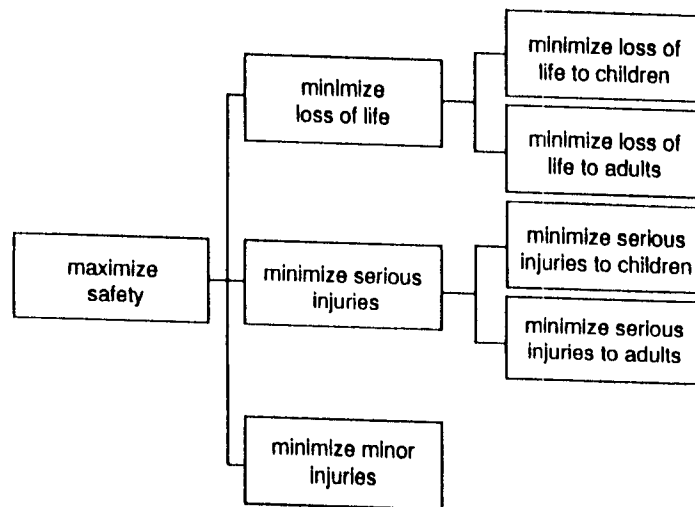 maximize
safety
minimize
loss of life
minimize serious
injuries
minimize minor
injuries
minimize loss of
life to children
minimize loss of
life to adults
minimize serious
injuries to children
minimize serious
injuries to adults